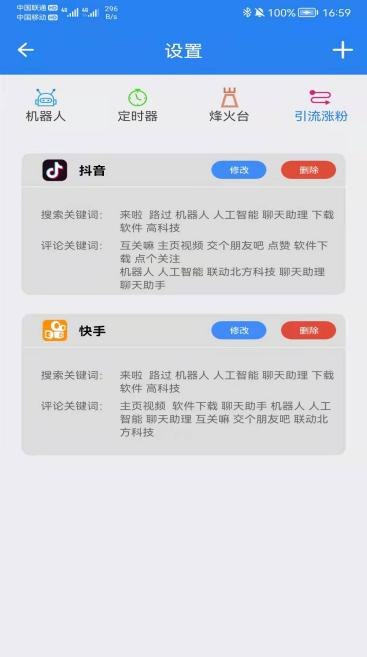 中国联通 HD 4G 4G 296
中国移动 HD B/s
100% 16:59
设置
机器人 定时器 烽火台 引流涨粉
抖音 修改 删除
搜索关键词： 来啦 路过 机器人 人工智能 聊天助理 下载
软件 高科技
评论关键词： 互关嘛 主页视频 交个朋友吧 点赞 软件下
载 点个关注
机器人 人工智能 联动北方科技 聊天助理
聊天助手
快手 修改 删除
搜索关键词： 来啦 路过 机器人 人工智能 聊天助理 下载
软件 高科技
评论关键词： 主页视频 软件下载 聊天助手 机器人 人工
智能 聊天助理 互关嘛 交个朋友吧 联动北
方科技